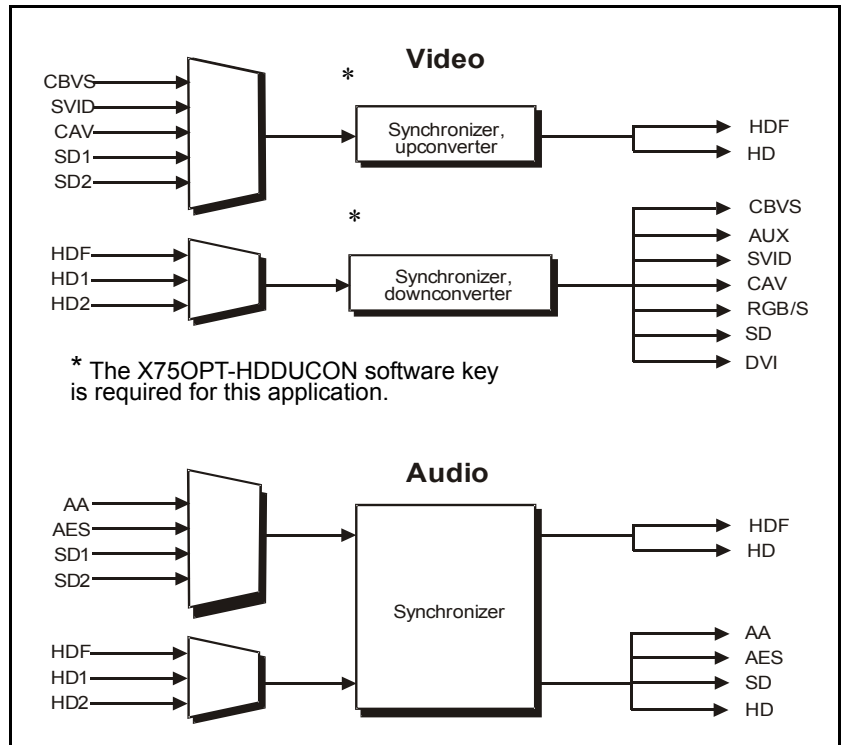 Video
*
CBVS
SVID
CAV
SD1
SD2
Synchronizer,
upconverter
HDF
HD
*
HDF
HD1
HD2
Synchronizer,
downconverter
CBVS
AUX
SVID
CAV
RGB/S
SD
DVI
* The X75OPT-HDDUCON software key
is required for this application.
Audio
AA
AES
SD1
SD2
HDF
HD1
HD2
Synchronizer
HDF
HD
AA
AES
SD
HD